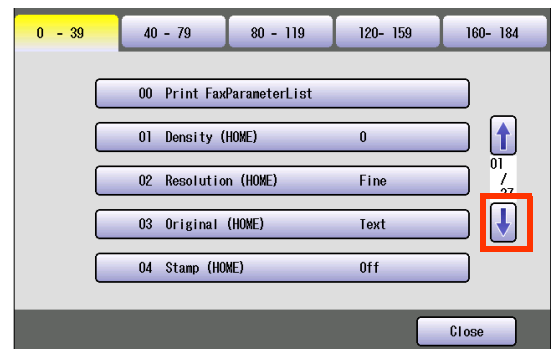 0 - 39
40 - 79
80 - 119
120- 159
160- 184
00 Print FaxParameterList
01 Density (HOME) 0
02 Resolution (HOME) Fine
03 Original (HOME) Text
04 Stamp (HOME) Off
01
/
37
Close